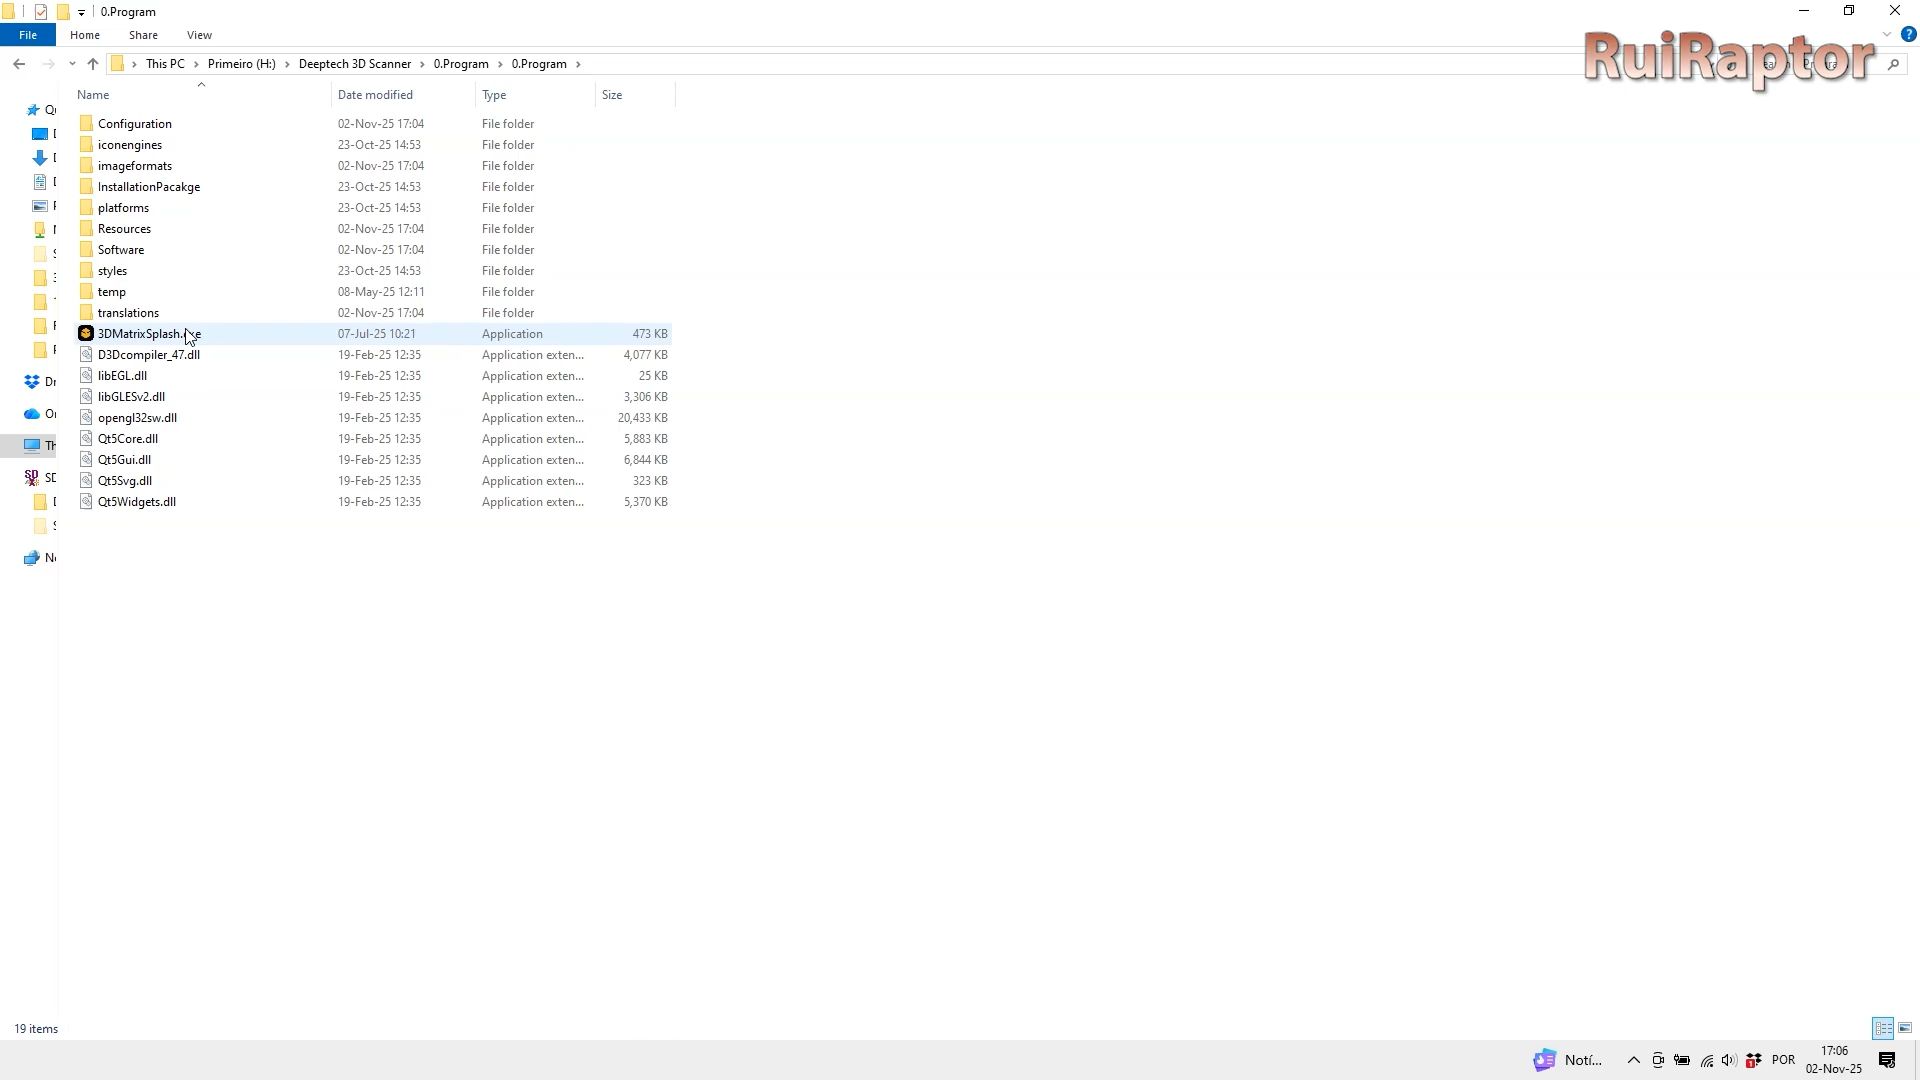 0.Program
File Home Share View
This PC Primeiro (H:) Deeptech 3D Scanner 0.Program 0.Program
RuiRaptor
Name Date modified Type Size
Configuration 02-Nov-25 17:04 File folder
iconengines 23-Oct-25 14:53 File folder
imageformats 02-Nov-25 17:04 File folder
InstallationPacakge 23-Oct-25 14:53 File folder
platforms 23-Oct-25 14:53 File folder
Resources 02-Nov-25 17:04 File folder
Software 02-Nov-25 17:04 File folder
styles 23-Oct-25 14:53 File folder
temp 08-May-25 12:11 File folder
translations 02-Nov-25 17:04 File folder
3DMatrixSplash.exe 07-Jul-25 10:21 Application 473 KB
D3Dcompiler_47.dll 19-Feb-25 12:35 Application exten... 4,077 KB
libEGL.dll 19-Feb-25 12:35 Application exten... 25 KB
libGLESv2.dll 19-Feb-25 12:35 Application exten... 3,306 KB
opengl32sw.dll 19-Feb-25 12:35 Application exten... 20,433 KB
Qt5Core.dll 19-Feb-25 12:35 Application exten... 5,883 KB
Qt5Gui.dll 19-Feb-25 12:35 Application exten... 6,844 KB
Qt5Svg.dll 19-Feb-25 12:35 Application exten... 323 KB
Qt5Widgets.dll 19-Feb-25 12:35 Application exten... 5,370 KB
19 items
Notí... POR 17:06
02-Nov-25